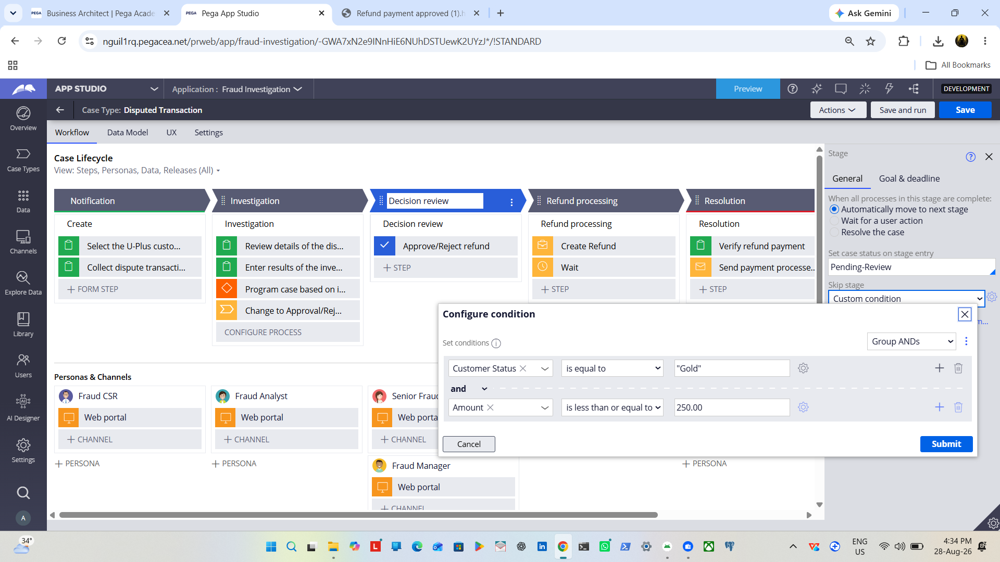 PEGA Business Architect | Pega Acade
PEGA Pega App Studio
Refund payment approved (1).h
Ask Gemini
nguil1rq.pegacea.net/prweb/app/fraud-investigation/-GWA7xN2e9INnHiE6NUhDSTUewK2UYzJ*/!STANDARD
All Bookmarks
APP STUDIO
Application : Fraud Investigation
Preview
DEVELOPMENT
Case Type: Disputed Transaction
Actions
Save and run
Save
Overview
Case Types
Data
Channels
Explore Data
Library
Users
AI Designer
Settings
A
Workflow
Data Model
UX
Settings
Case Lifecycle
View: Steps, Personas, Data, Releases (All)
Notification
Investigation
Decision review
Refund processing
Resolution
Create
Investigation
Decision review
Refund processing
Resolution
Select the U-Plus custo...
Review details of the dis...
Approve/Reject refund
Create Refund
Verify refund payment
Collect dispute transacti...
Enter results of the inve...
+ STEP
Wait
Send payment processe..
+ FORM STEP
Program case based on i...
+ STEP
+ STEP
Change to Approval/Rej...
CONFIGURE PROCESS
Personas & Channels
Fraud CSR
Fraud Analyst
Senior Frau
Web portal
Web portal
Web porta
+ CHANNEL
+ CHANNEL
+ CHANNEL
+ PERSONA
+ PERSONA
Fraud Manager
+ PERSONA
Web portal
+ CHANNEL
Stage
General
Goal & deadline
When all processes in this stage are complete:
Automatically move to next stage
Wait for a user action
Resolve the case
Set case status on stage entry
Pending-Review
Skip stage
Custom condition
m...
Configure condition
Set conditions
Group ANDs
Customer Status
is equal to
"Gold"
and
Amount
is less than or equal to
250.00
Cancel
Submit
34°
ENG
US
4:34 PM
28-Aug-26